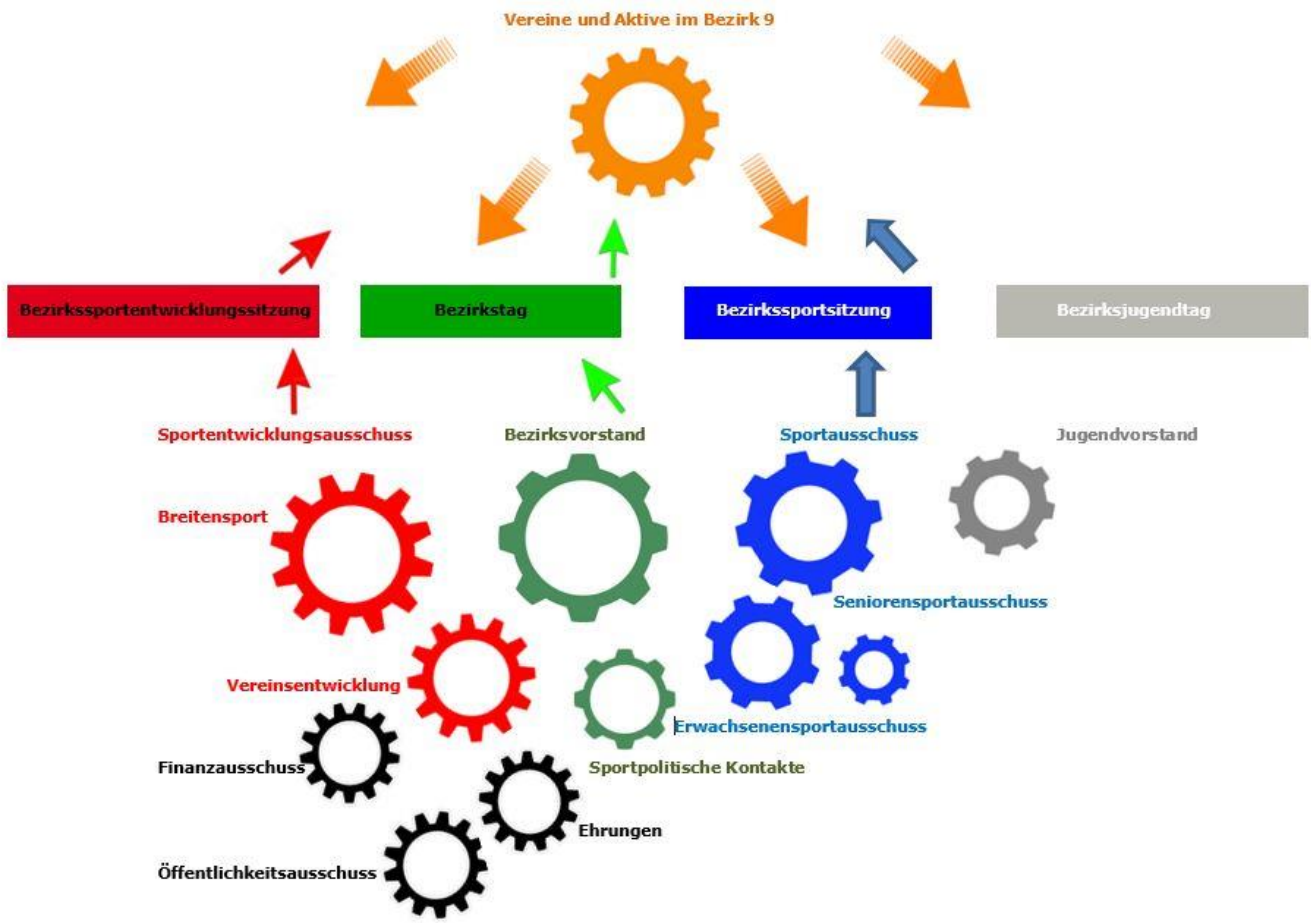 Vereine und Aktive im Bezirk 9
Bezirkssportentwicklungssitzung
Bezirkstag
Bezirkssportsitzung
Bezirksjugendtag
Sportentwicklungsausschuss
Bezirksvorstand
Sportausschuss
Jugendvorstand
Breitensport
Seniorensportausschuss
Vereinsentwicklung
Erwachsenensportausschuss
Finanzausschuss
Sportpolitische Kontakte
Ehrungen
Öffentlichkeitsausschuss